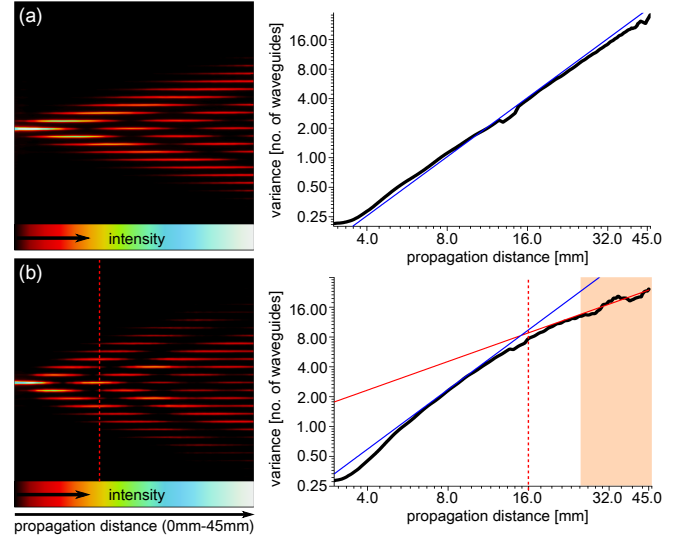 (a)
intensity
variance [no. of waveguides]
16.00
8.00
4.00
2.00
1.00
0.50
0.25
4.0 8.0 16.0 32.0 45.0
propagation distance [mm]
(b)
intensity
propagation distance (0mm-45mm)
variance [no. of waveguides]
16.00
8.00
4.00
2.00
1.00
0.50
0.25
4.0 8.0 16.0 32.0 45.0
propagation distance [mm]